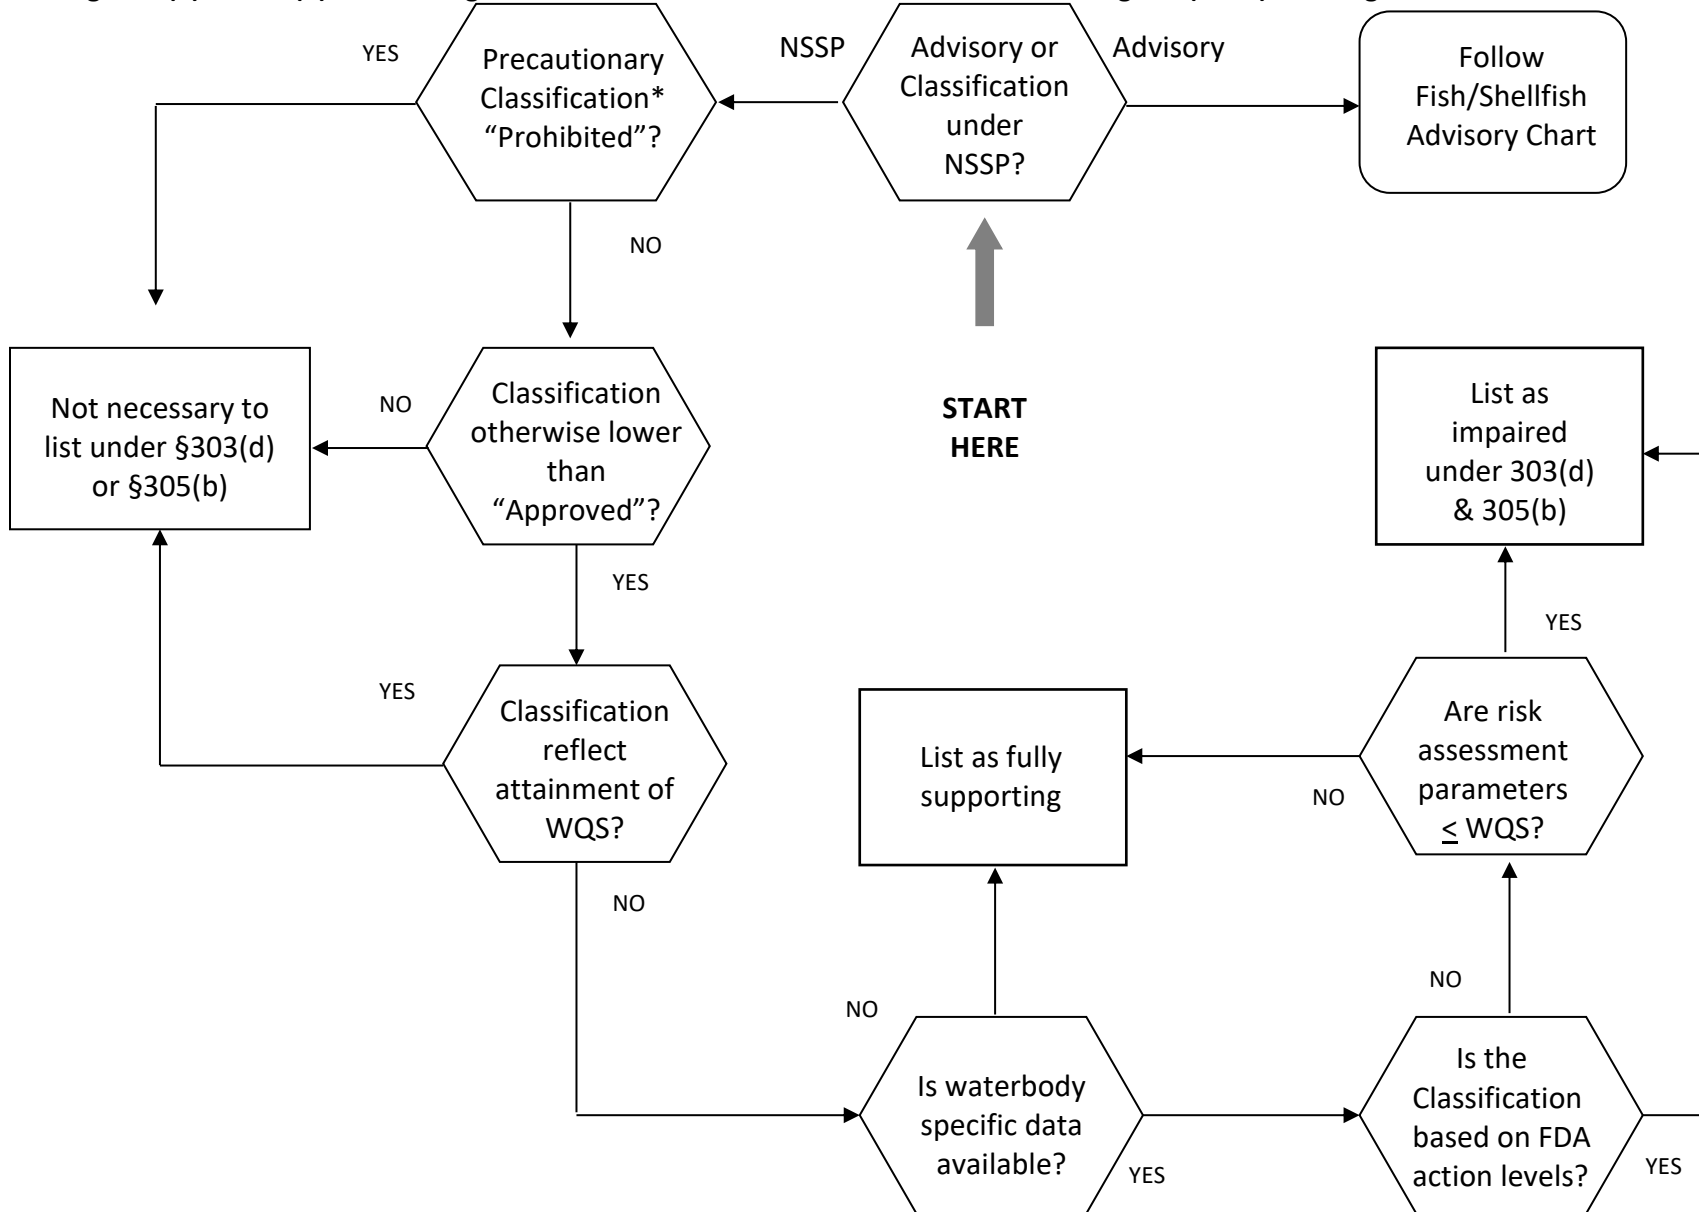 YES
Precautionary
Classification*
“Prohibited”?
NSSP
Advisory or
Classification
under
NSSP?
Advisory
Follow
Fish/Shellfish
Advisory Chart
NO
START
HERE
Not necessary to
list under §303(d)
or §305(b)
NO
Classification
otherwise lower
than
“Approved”?
List as
impaired
under 303(d)
& 305(b)
YES
YES
YES
Classification
reflect
attainment of
WQS?
List as fully
supporting
NO
Are risk
assessment
parameters
≤ WQS?
NO
NO
NO
Is waterbody
specific data
available?
YES
Is the
Classification
based on FDA
action levels?
YES